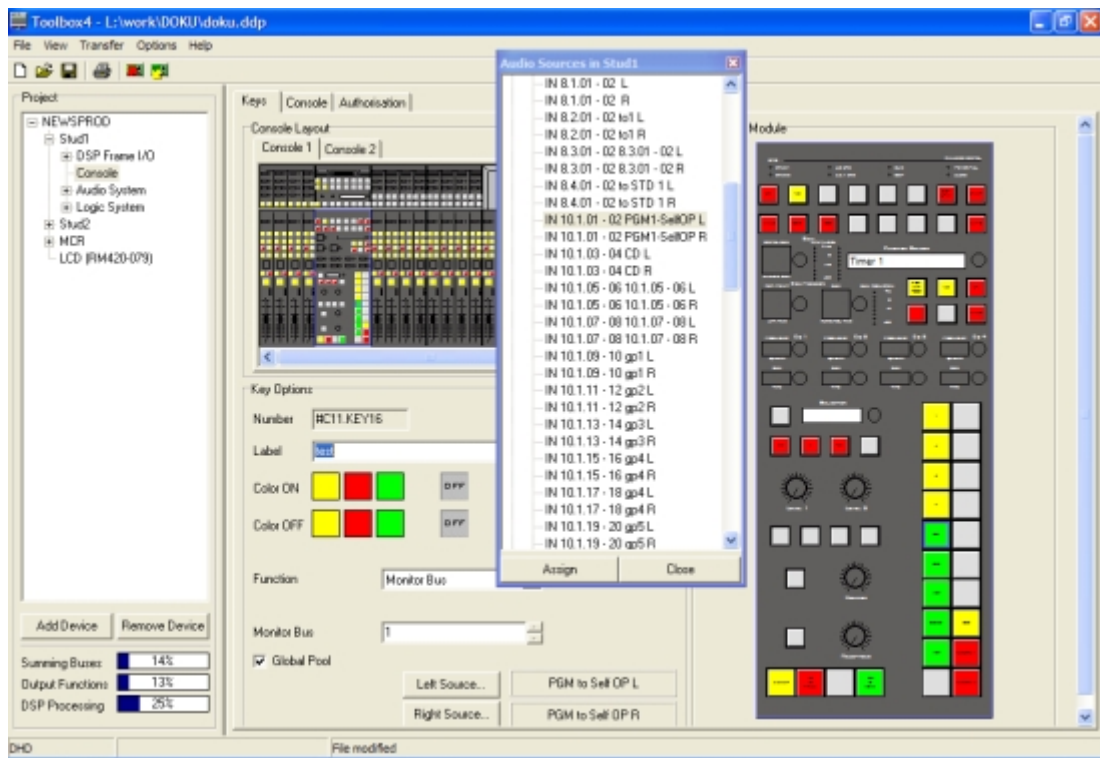 Toolbox4 - L:\work\DOKU\doku.ddp
File View Transfer Options Help
Project
NEWSPROD
Stud1
DSP Frame I/O
Console
Audio System
Logic System
Stud2
MCR
LCD (RM420-079)
Add Device Remove Device
Summing Buses 14%
Output Functions 13%
DSP Processing 25%
Keys Console Authorisation
Console Layout
Console 1 Console 2
Key Options
Number #C11.KEY16
Label test
Color ON OFF
Color OFF OFF
Function Monitor Bus
Monitor Bus 1
Global Pool
Left Source... PGM to Self OP L
Right Source... PGM to Self OP R
Audio Sources in Stud1
IN 8.1.01 - 02 L
IN 8.1.01 - 02 R
IN 8.2.01 - 02 to1 L
IN 8.2.01 - 02 to1 R
IN 8.3.01 - 02 8.3.01 - 02 L
IN 8.3.01 - 02 8.3.01 - 02 R
IN 8.4.01 - 02 to STD 1 L
IN 8.4.01 - 02 to STD 1 R
IN 10.1.01 - 02 PGM1-SelfOP L
IN 10.1.01 - 02 PGM1-SelfOP R
IN 10.1.03 - 04 CD L
IN 10.1.03 - 04 CD R
IN 10.1.05 - 06 10.1.05 - 06 L
IN 10.1.05 - 06 10.1.05 - 06 R
IN 10.1.07 - 08 10.1.07 - 08 L
IN 10.1.07 - 08 10.1.07 - 08 R
IN 10.1.09 - 10 gp1 L
IN 10.1.09 - 10 gp1 R
IN 10.1.11 - 12 gp2 L
IN 10.1.11 - 12 gp2 R
IN 10.1.13 - 14 gp3 L
IN 10.1.13 - 14 gp3 R
IN 10.1.15 - 16 gp4 L
IN 10.1.15 - 16 gp4 R
IN 10.1.17 - 18 gp4 L
IN 10.1.17 - 18 gp4 R
IN 10.1.19 - 20 gp5 L
IN 10.1.19 - 20 gp5 R
Assign Close
Module
Timer 1
DHD File modified